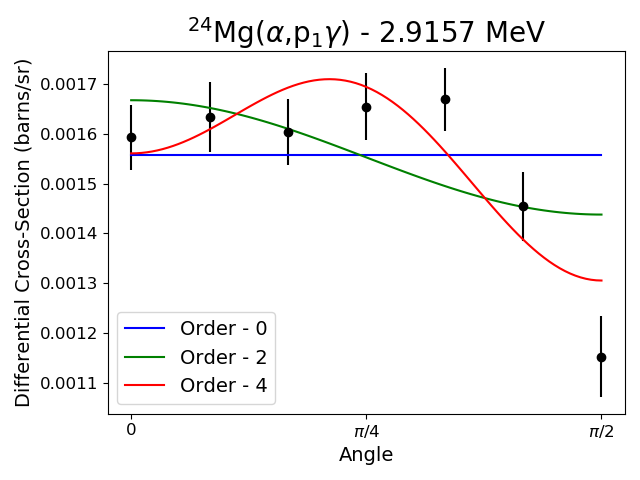 ²⁴Mg(α,p₁γ) - 2.9157 MeV
Differential Cross-Section (barns/sr)
0.0017
0.0016
0.0015
0.0014
0.0013
0.0012
0.0011
Order - 0
Order - 2
Order - 4
0
π/4
π/2
Angle